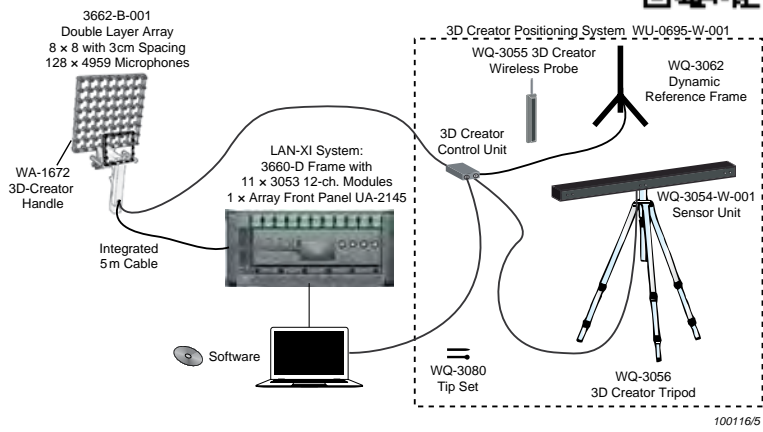 3662-B-001
Double Layer Array
8 × 8 with 3cm Spacing
128 × 4959 Microphones
WA-1672
3D-Creator
Handle
Integrated
5 m Cable
LAN-XI System:
3660-D Frame with
11 × 3053 12-ch. Modules
1 × Array Front Panel UA-2145
Software
3D Creator Positioning System WU-0695-W-001
WQ-3055 3D Creator
Wireless Probe
WQ-3062
Dynamic
Reference Frame
3D Creator
Control Unit
WQ-3054-W-001
Sensor Unit
WQ-3080
Tip Set
WQ-3056
3D Creator Tripod
100116/5